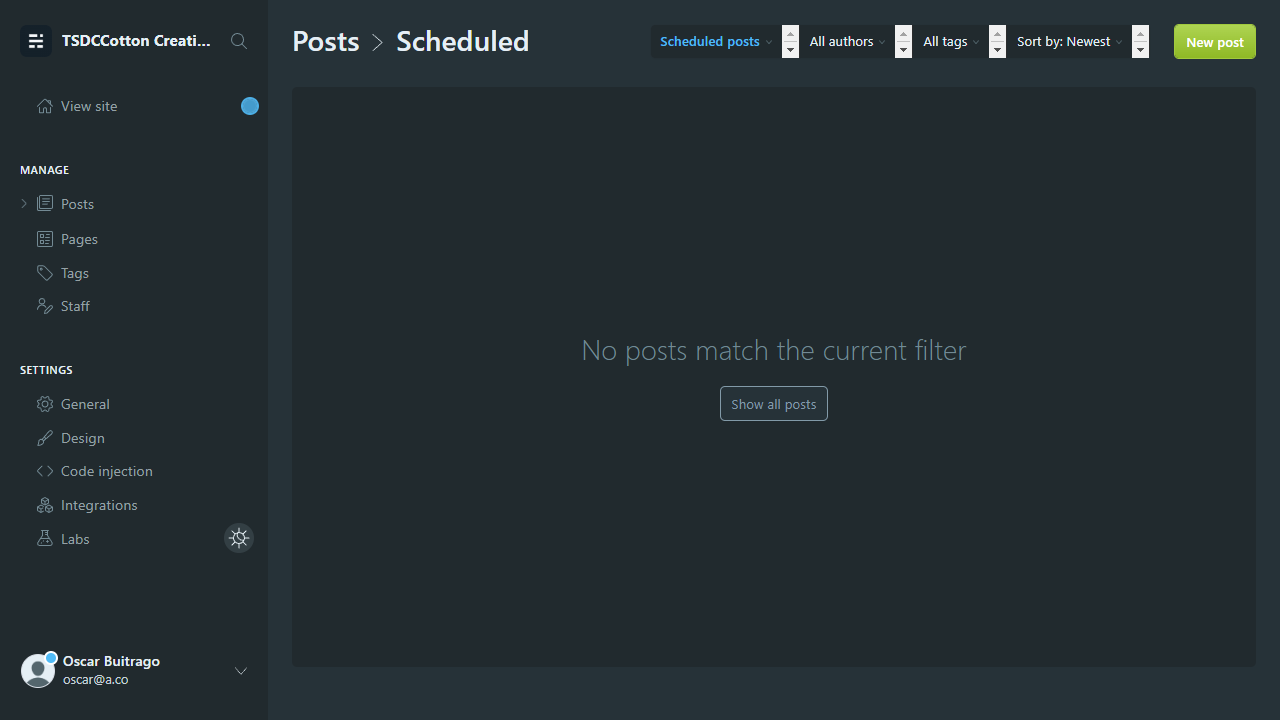 TSDCCotton Creati...
View site
MANAGE
Posts
Pages
Tags
Staff
SETTINGS
General
Design
Code injection
Integrations
Labs
Oscar Buitrago
oscar@a.co
Posts > Scheduled
Scheduled posts
All authors
All tags
Sort by: Newest
New post
No posts match the current filter
Show all posts